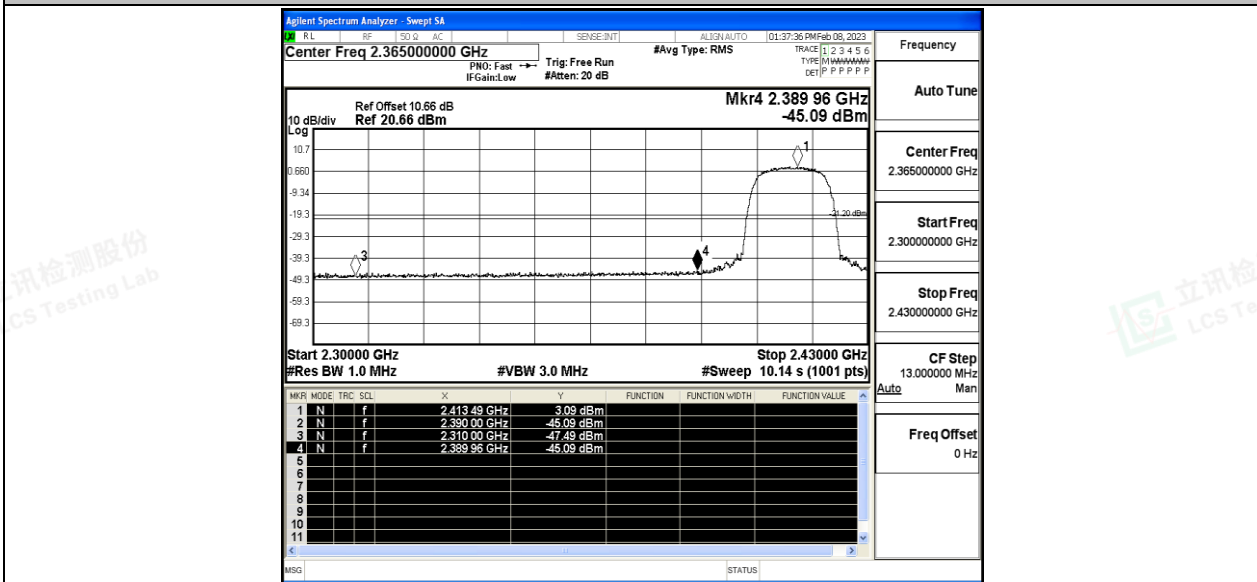 Agilent Spectrum Analyzer - Swept SA
RL RF 50 Ω AC SENSE:INT ALIGN AUTO 01:37:36 PM Feb 08, 2023
Center Freq 2.365000000 GHz
PNO: Fast
IFGain:Low
Trig: Free Run
#Atten: 20 dB
#Avg Type: RMS
TRACE 1 2 3 4 5 6
TYPE M W W W W W
DET P P P P P P
Ref Offset 10.66 dB
10 dB/div Ref 20.66 dBm
Log
Mkr4 2.389 96 GHz
-45.09 dBm
10.7
0.660
-9.34
-19.3
-29.3
-39.3
-49.3
-59.3
-69.3
1
-21.20 dBm
3
4
Start 2.30000 GHz Stop 2.43000 GHz
#Res BW 1.0 MHz #VBW 3.0 MHz #Sweep 10.14 s (1001 pts)
MKR MODE TRC SCL X Y FUNCTION FUNCTION WIDTH FUNCTION VALUE
1 N f 2.413 49 GHz 3.09 dBm
2 N f 2.390 00 GHz -45.09 dBm
3 N f 2.310 00 GHz -47.49 dBm
4 N f 2.389 96 GHz -45.09 dBm
5
6
7
8
9
10
11
MSG STATUS
Frequency
Auto Tune
Center Freq
2.365000000 GHz
Start Freq
2.300000000 GHz
Stop Freq
2.430000000 GHz
CF Step
13.000000 MHz
Auto Man
Freq Offset
0 Hz
讯检测股份
LCS Testing Lab
立讯检
LCS Te